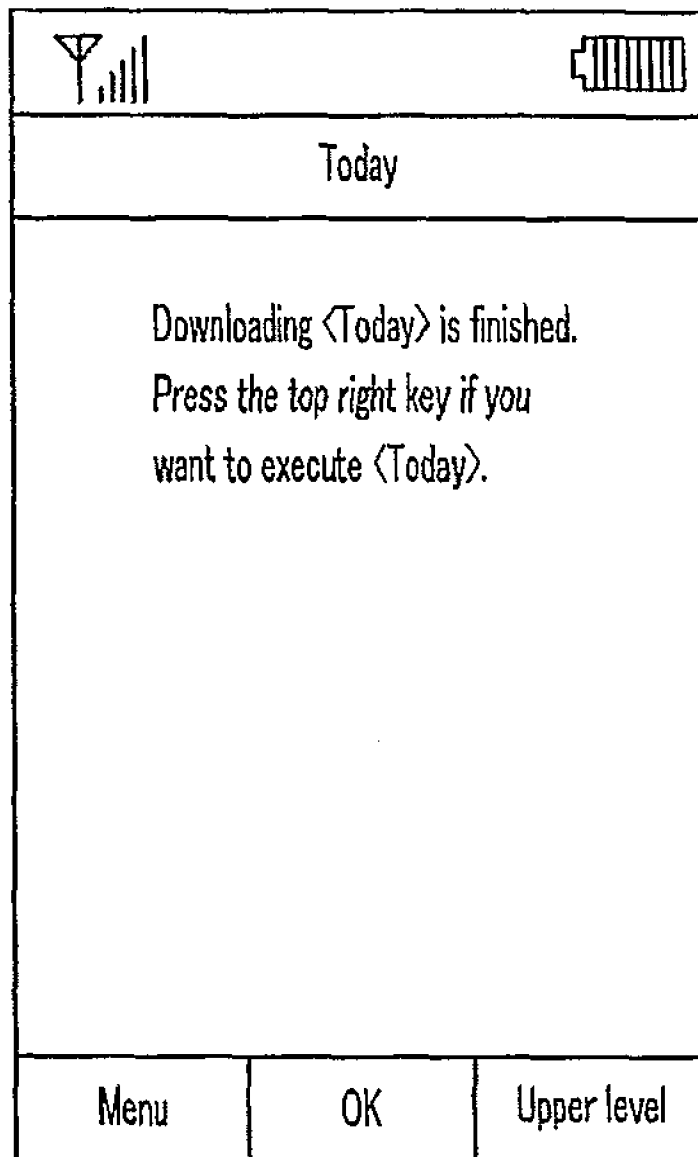 Today
Downloading <Today> is finished.
Press the top right key if you
want to execute <Today>.
Menu OK Upper level